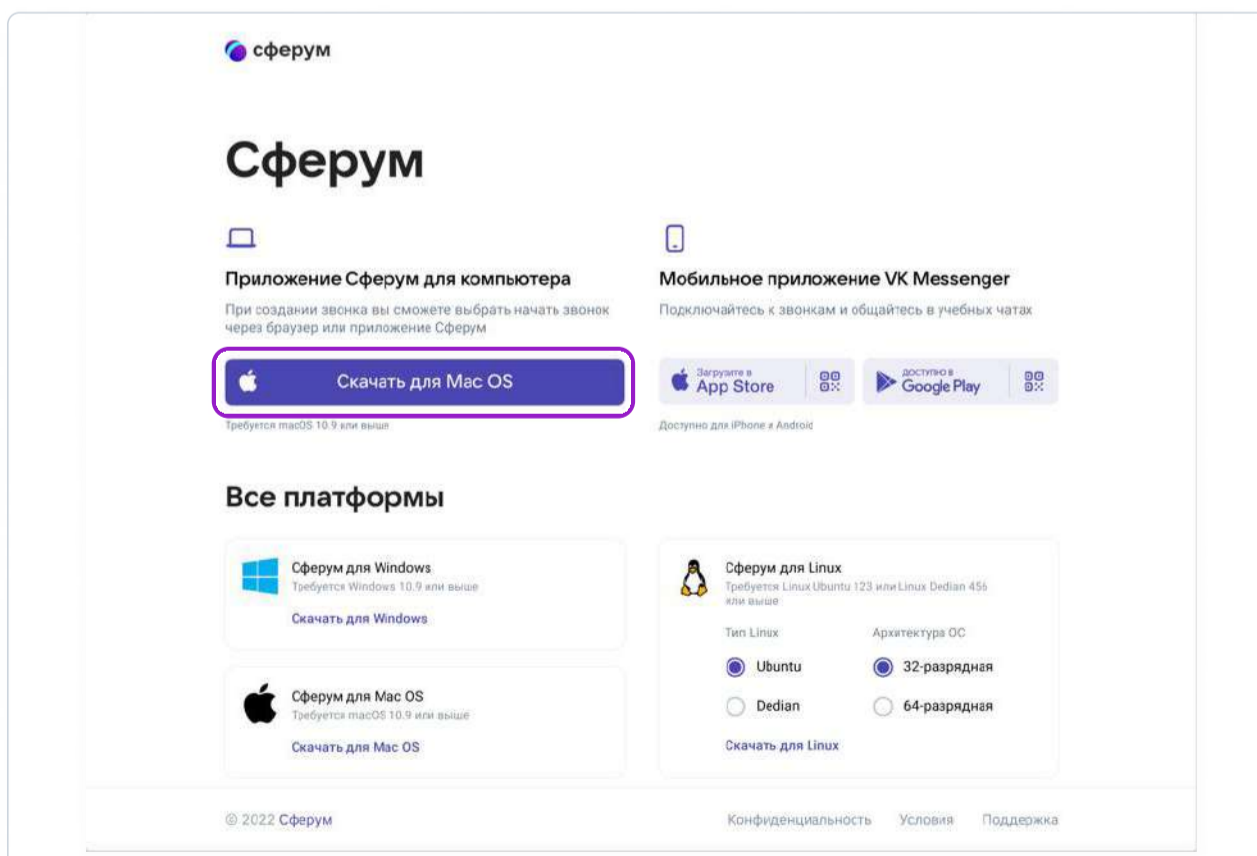 сферум
Сферум
Приложение Сферум для компьютера
При создании звонка вы сможете выбрать начать звонок
через браузер или приложение Сферум
Скачать для Mac OS
Требуется macOS 10.9 или выше
Мобильное приложение VK Messenger
Подключайтесь к звонкам и общайтесь в учебных чатах
Загрузите в
App Store
ДОСТУПНО В
Google Play
Доступно для iPhone и Android
Все платформы
Сферум для Windows
Требуется Windows 10.9 или выше
Скачать для Windows
Сферум для Mac OS
Требуется macOS 10.9 или выше
Скачать для Mac OS
Сферум для Linux
Требуется Linux Ubuntu 123 или Linux Dedian 456
или выше
Тип Linux
Архитектура ОС
Ubuntu
32-разрядная
Dedian
64-разрядная
Скачать для Linux
© 2022 Сферум
Конфиденциальность Условия Поддержка